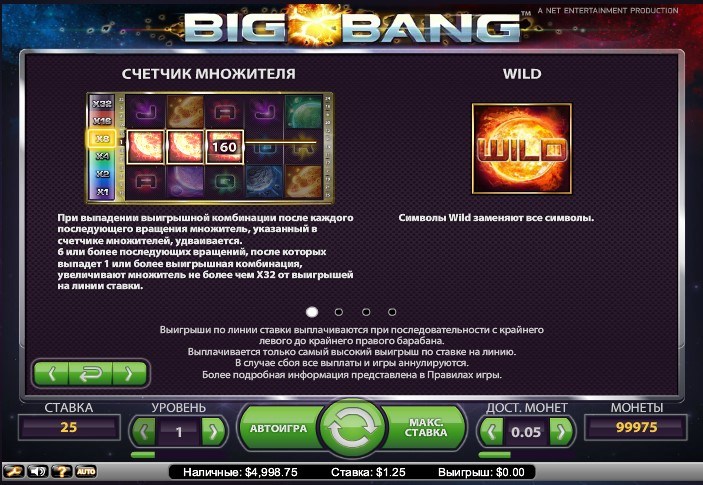 BIG BANG™
A NET ENTERTAINMENT PRODUCTION
СЧЕТЧИК МНОЖИТЕЛЯ
WILD
X32
X16
X8
X4
X2
X1
1
160
WILD
При выпадении выигрышной комбинации после каждого
последующего вращения множитель, указанный в
счетчике множителей, удваивается.
6 или более последующих вращений, после которых
выпадет 1 или более выигрышная комбинация,
увеличивают множитель не более чем Х32 от выигрышей
на линии ставки.
Символы Wild заменяют все символы.
Выигрыши по линии ставки выплачиваются при последовательности с крайнего
левого до крайнего правого барабана.
Выплачивается только самый высокий выигрыш по ставке на линию.
В случае сбоя все выплаты и игры аннулируются.
Более подробная информация представлена в Правилах игры.
СТАВКА
25
УРОВЕНЬ
1
АВТОИГРА
МАКС.
СТАВКА
ДОСТ. МОНЕТ
0.05
МОНЕТЫ
99975
? AUTO
Наличные: $4,998.75 Ставка: $1.25 Выигрыш: $0.00